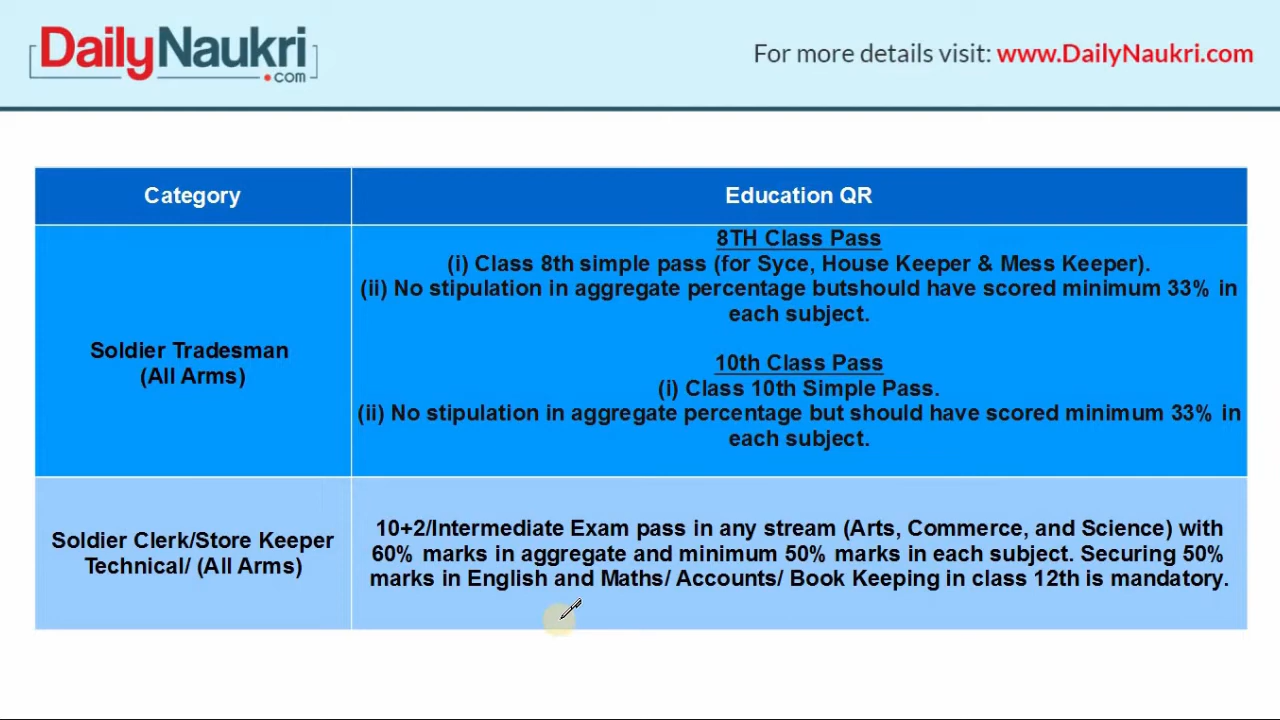 DailyNaukri
.com
For more details visit: www.DailyNaukri.com
Category
Education QR
Soldier Tradesman
(All Arms)
8TH Class Pass
(i) Class 8th simple pass (for Syce, House Keeper & Mess Keeper).
(ii) No stipulation in aggregate percentage butshould have scored minimum 33% in
each subject.
10th Class Pass
(i) Class 10th Simple Pass.
(ii) No stipulation in aggregate percentage but should have scored minimum 33% in
each subject.
Soldier Clerk/Store Keeper
Technical/ (All Arms)
10+2/Intermediate Exam pass in any stream (Arts, Commerce, and Science) with
60% marks in aggregate and minimum 50% marks in each subject. Securing 50%
marks in English and Maths/ Accounts/ Book Keeping in class 12th is mandatory.